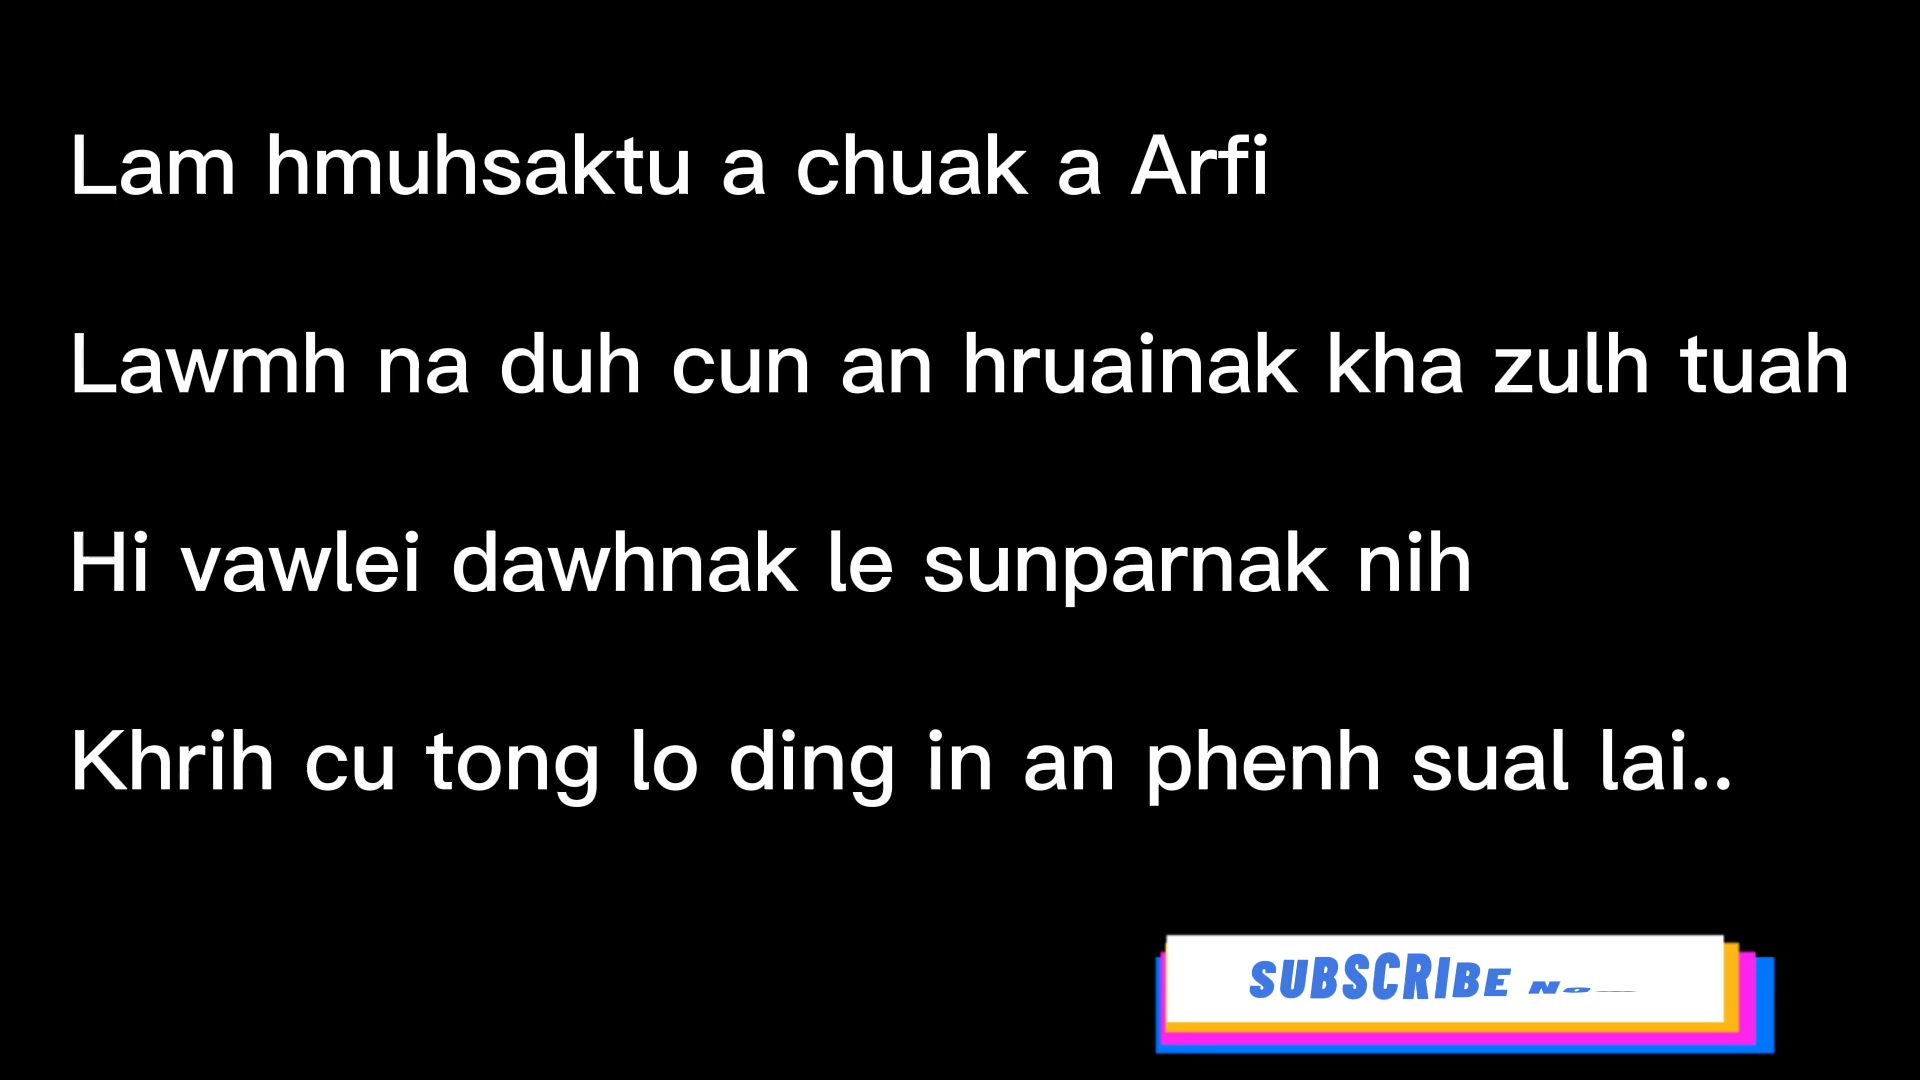 Lam hmuhsaktu a chuak a Arfi
Lawmh na duh cun an hruainak kha zulh tuah
Hi vawlei dawhnak le sunparnak nih
Khrih cu tong lo ding in an phenh sual lai..
SUBSCRIBE